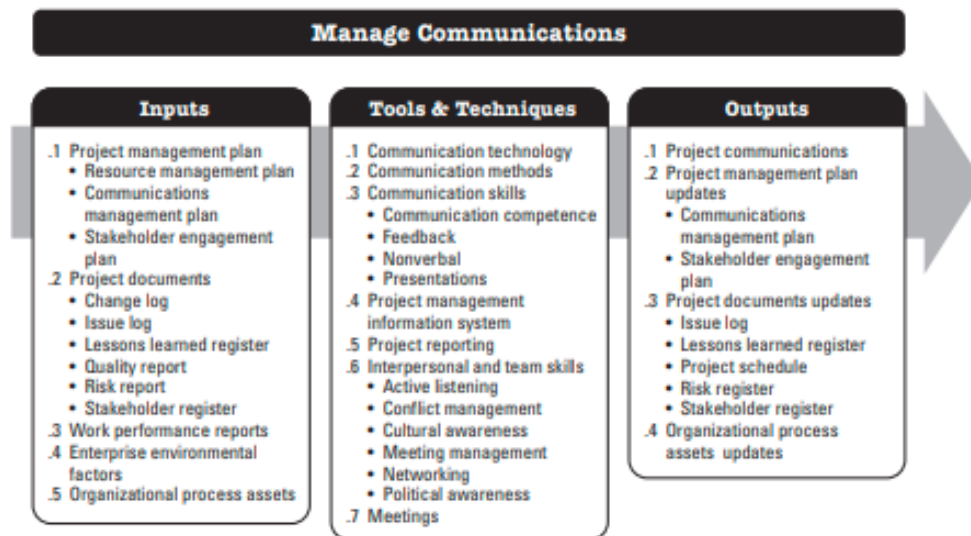 Manage Communications
Inputs
.1 Project management plan
• Resource management plan
• Communications
management plan
• Stakeholder engagement
plan
.2 Project documents
• Change log
• Issue log
• Lessons learned register
• Quality report
• Risk report
• Stakeholder register
.3 Work performance reports
.4 Enterprise environmental
factors
.5 Organizational process assets
Tools & Techniques
.1 Communication technology
.2 Communication methods
.3 Communication skills
• Communication competence
• Feedback
• Nonverbal
• Presentations
.4 Project management
information system
.5 Project reporting
.6 Interpersonal and team skills
• Active listening
• Conflict management
• Cultural awareness
• Meeting management
• Networking
• Political awareness
.7 Meetings
Outputs
.1 Project communications
.2 Project management plan
updates
• Communications
management plan
• Stakeholder engagement
plan
.3 Project documents updates
• Issue log
• Lessons learned register
• Project schedule
• Risk register
• Stakeholder register
.4 Organizational process
assets updates